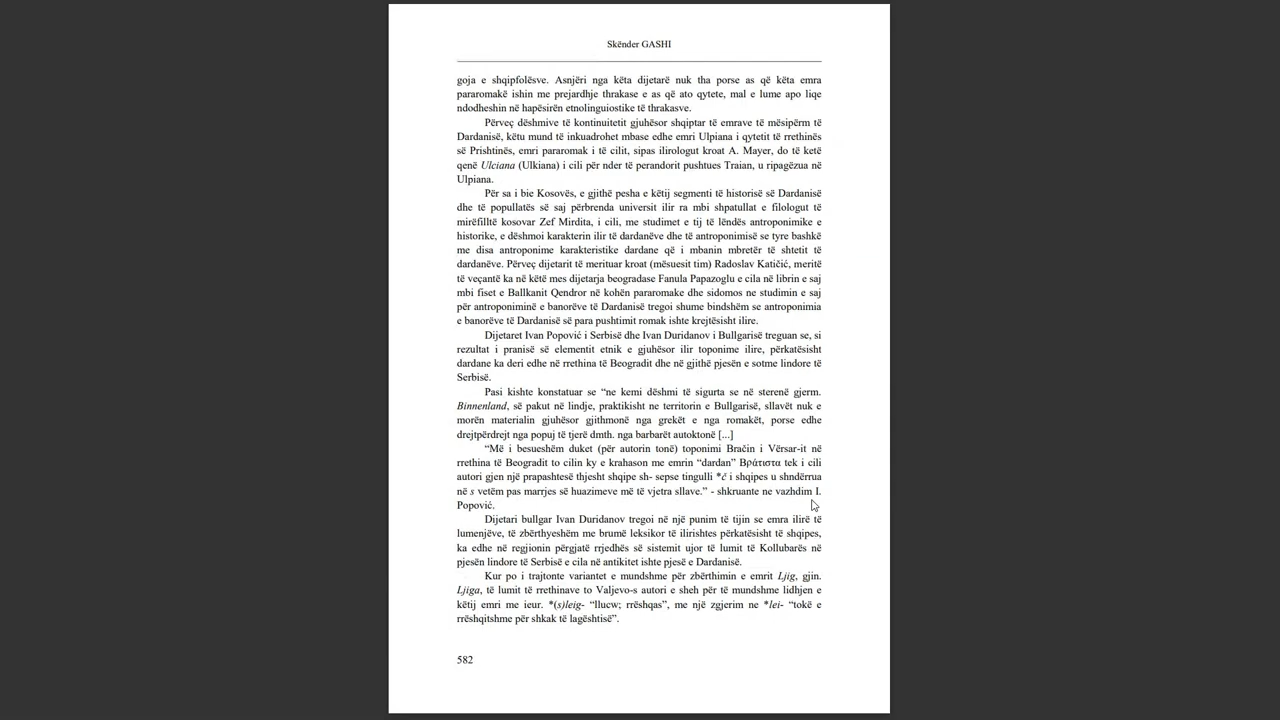 Skënder GASHI
goja e shqipfolësve. Asnjëri nga këta dijetarë nuk tha porse as që këta emra
pararomakë ishin me prejardhje thrakase e as që ato qytete, mal e lume apo liqe
ndodheshin në hapësirën etnolinguiostike të thrakasve.
Përveç dëshmive të kontinuitetit gjuhësor shqiptar të emrave të mësipërm të
Dardanisë, këtu mund të inkuadrohet mbase edhe emri Ulpiana i qytetit të rrethinës
së Prishtinës, emri pararomak i të cilit, sipas ilirologut kroat A. Mayer, do të ketë
qenë Ulciana (Ulkiana) i cili për nder të perandorit pushtues Traian, u ripagëzua në
Ulpiana.
Për sa i bie Kosovës, e gjithë pesha e këtij segmenti të historisë së Dardanisë
dhe të popullatës së saj përbrenda universit ilir ra mbi shpatullat e filologut të
mirëfilltë kosovar Zef Mirdita, i cili, me studimet e tij të lëndës antroponimike e
historike, e dëshmoi karakterin ilir të dardanëve dhe të antroponimisë se tyre bashkë
me disa antroponime karakteristike dardane që i mbanin mbretër të shtetit të
dardanëve. Përveç dijetarit të merituar kroat (mësuesit tim) Radoslav Katičić, meritë
të veçantë ka në këtë mes dijetarja beogradase Fanula Papazoglu e cila në librin e saj
mbi fiset e Ballkanit Qendror në kohën pararomake dhe sidomos ne studimin e saj
për antroponiminë e banorëve të Dardanisë tregoi shume bindshëm se antroponimia
e banorëve të Dardanisë së para pushtimit romak ishte krejtësisht ilire.
Dijetaret Ivan Popović i Serbisë dhe Ivan Duridanov i Bullgarisë treguan se, si
rezultat i pranisë së elementit etnik e gjuhësor ilir toponime ilire, përkatësisht
dardane ka deri edhe në rrethina të Beogradit dhe në gjithë pjesën e sotme lindore të
Serbisë.
Pasi kishte konstatuar se “ne kemi dëshmi të sigurta se në sterenë gjerm.
Binnenland, së pakut në lindje, praktikisht ne territorin e Bullgarisë, sllavët nuk e
morën materialin gjuhësor gjithmonë nga grekët e nga romakët, porse edhe
drejtpërdrejt nga popuj të tjerë dmth. nga barbarët autoktonë [...]
“Më i besueshëm duket (për autorin tonë) toponimi Bračin i Vërsar-it në
rrethina të Beogradit to cilin ky e krahason me emrin “dardan” Βράτιστα tek i cili
autori gjen një prapashtesë thjesht shqipe sh- sepse tingulli *č i shqipes u shndërrua
në s vetëm pas marrjes së huazimeve më të vjetra sllave.” - shkruante ne vazhdim I.
Popović.
Dijetari bullgar Ivan Duridanov tregoi në një punim të tijin se emra ilirë të
lumenjëve, të zbërthyeshëm me brumë leksikor të ilirishtes përkatësisht të shqipes,
ka edhe në regjionin përgjatë rrjedhës së sistemit ujor të lumit të Kollubarës në
pjesën lindore të Serbisë e cila në antikitet ishte pjesë e Dardanisë.
Kur po i trajtonte variantet e mundshme për zbërthimin e emrit Ljig, gjin.
Ljiga, të lumit të rrethinave to Valjevo-s autori e sheh për të mundshme lidhjen e
këtij emri me ieur. *(s)leig- “llucw; rrëshqas”, me një zgjerim ne *lei- “tokë e
rrëshqitshme për shkak të lagështisë”.
582